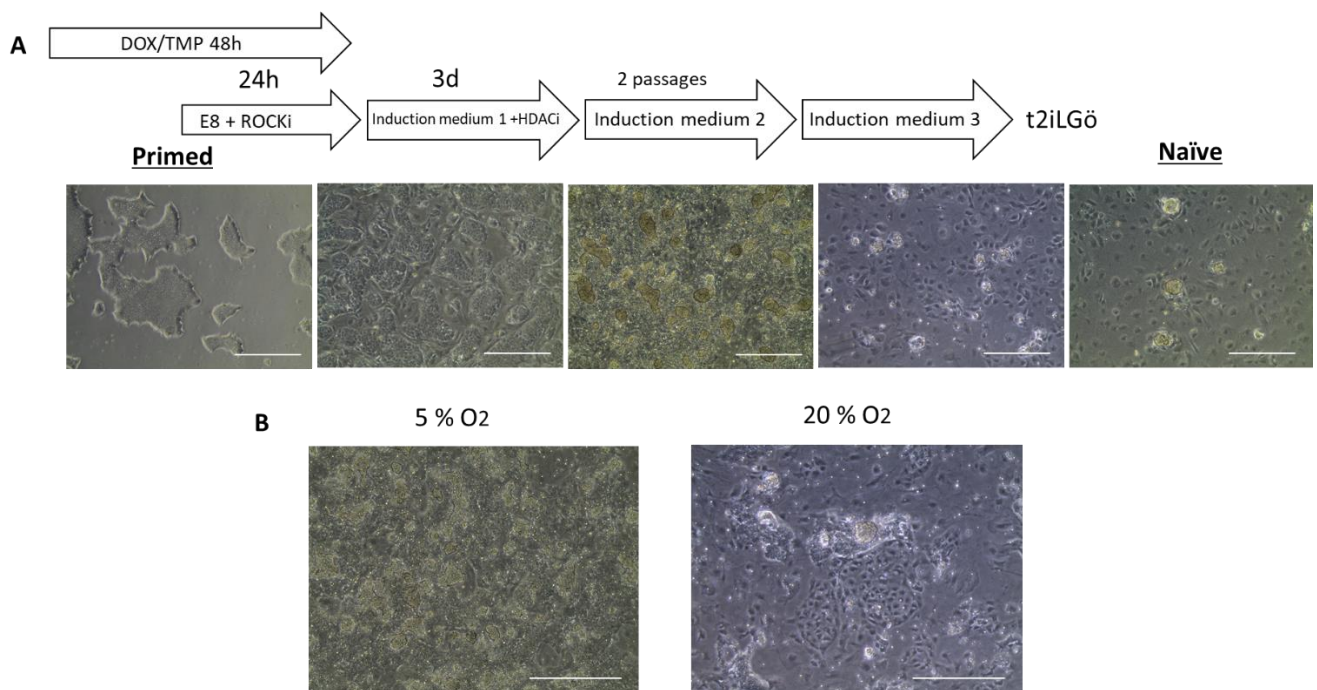 A
DOX/TMP 48h
24h
3d
2 passages
E8 + ROCKi
Induction medium 1 +HDACi
Induction medium 2
Induction medium 3
t2iLGö
Primed
Naïve
B
5 % O2
20 % O2